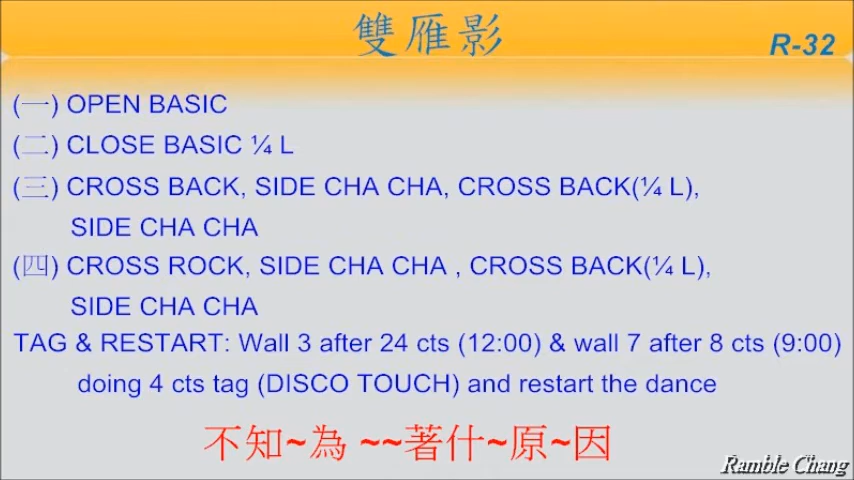 雙雁影
R-32
(一) OPEN BASIC
(二) CLOSE BASIC ¼ L
(三) CROSS BACK, SIDE CHA CHA, CROSS BACK(¼ L),
SIDE CHA CHA
(四) CROSS ROCK, SIDE CHA CHA , CROSS BACK(¼ L),
SIDE CHA CHA
TAG & RESTART: Wall 3 after 24 cts (12:00) & wall 7 after 8 cts (9:00)
doing 4 cts tag (DISCO TOUCH) and restart the dance
不知~為 ~~著什~原~因
Ramble Chang